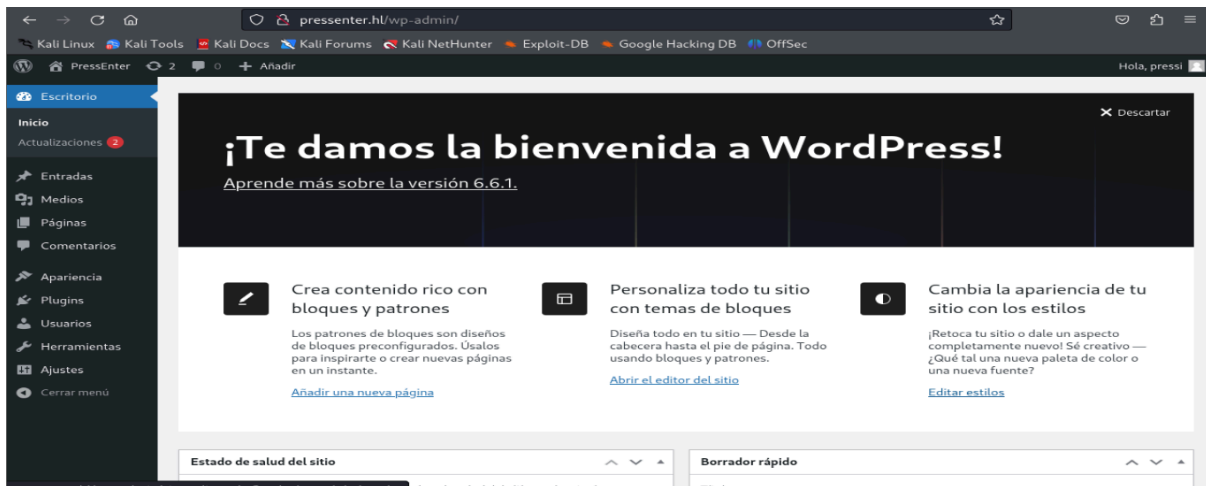 pressenter.hl/wp-admin/
Kali Linux Kali Tools Kali Docs Kali Forums Kali NetHunter Exploit-DB Google Hacking DB OffSec
PressEnter 2 0 + Añadir Hola, pressi
Escritorio
Inicio
Actualizaciones 2
Entradas
Medios
Páginas
Comentarios
Apariencia
Plugins
Usuarios
Herramientas
Ajustes
Cerrar menú
Descartar
¡Te damos la bienvenida a WordPress!
Aprende más sobre la versión 6.6.1.
Crea contenido rico con
bloques y patrones
Los patrones de bloques son diseños
de bloques preconfigurados. Úsalos
para inspirarte o crear nuevas páginas
en un instante.
Añadir una nueva página
Personaliza todo tu sitio
con temas de bloques
Diseña todo en tu sitio — Desde la
cabecera hasta el pie de página. Todo
usando bloques y patrones.
Abrir el editor del sitio
Cambia la apariencia de tu
sitio con los estilos
¡Retoca tu sitio o dale un aspecto
completamente nuevo! Sé creativo —
¿Qué tal una nueva paleta de color o
una nueva fuente?
Editar estilos
Estado de salud del sitio
Borrador rápido